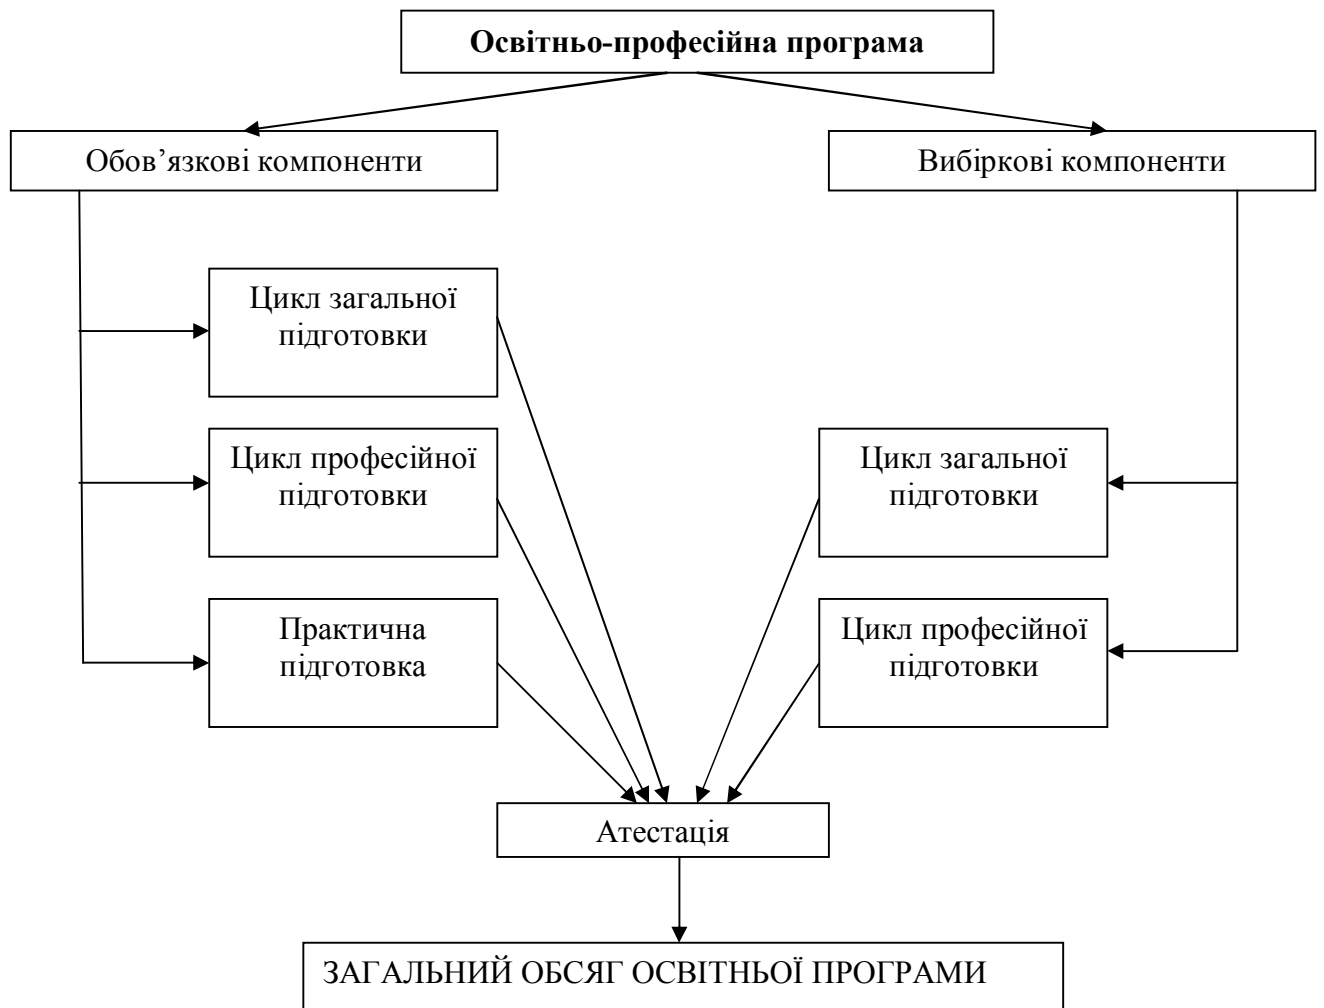 Освітньо-професійна програма
Обов’язкові компоненти
Вибіркові компоненти
Цикл загальної
підготовки
Цикл професійної
підготовки
Цикл загальної
підготовки
Практична
підготовка
Цикл професійної
підготовки
Атестація
ЗАГАЛЬНИЙ ОБСЯГ ОСВІТНЬОЇ ПРОГРАМИ